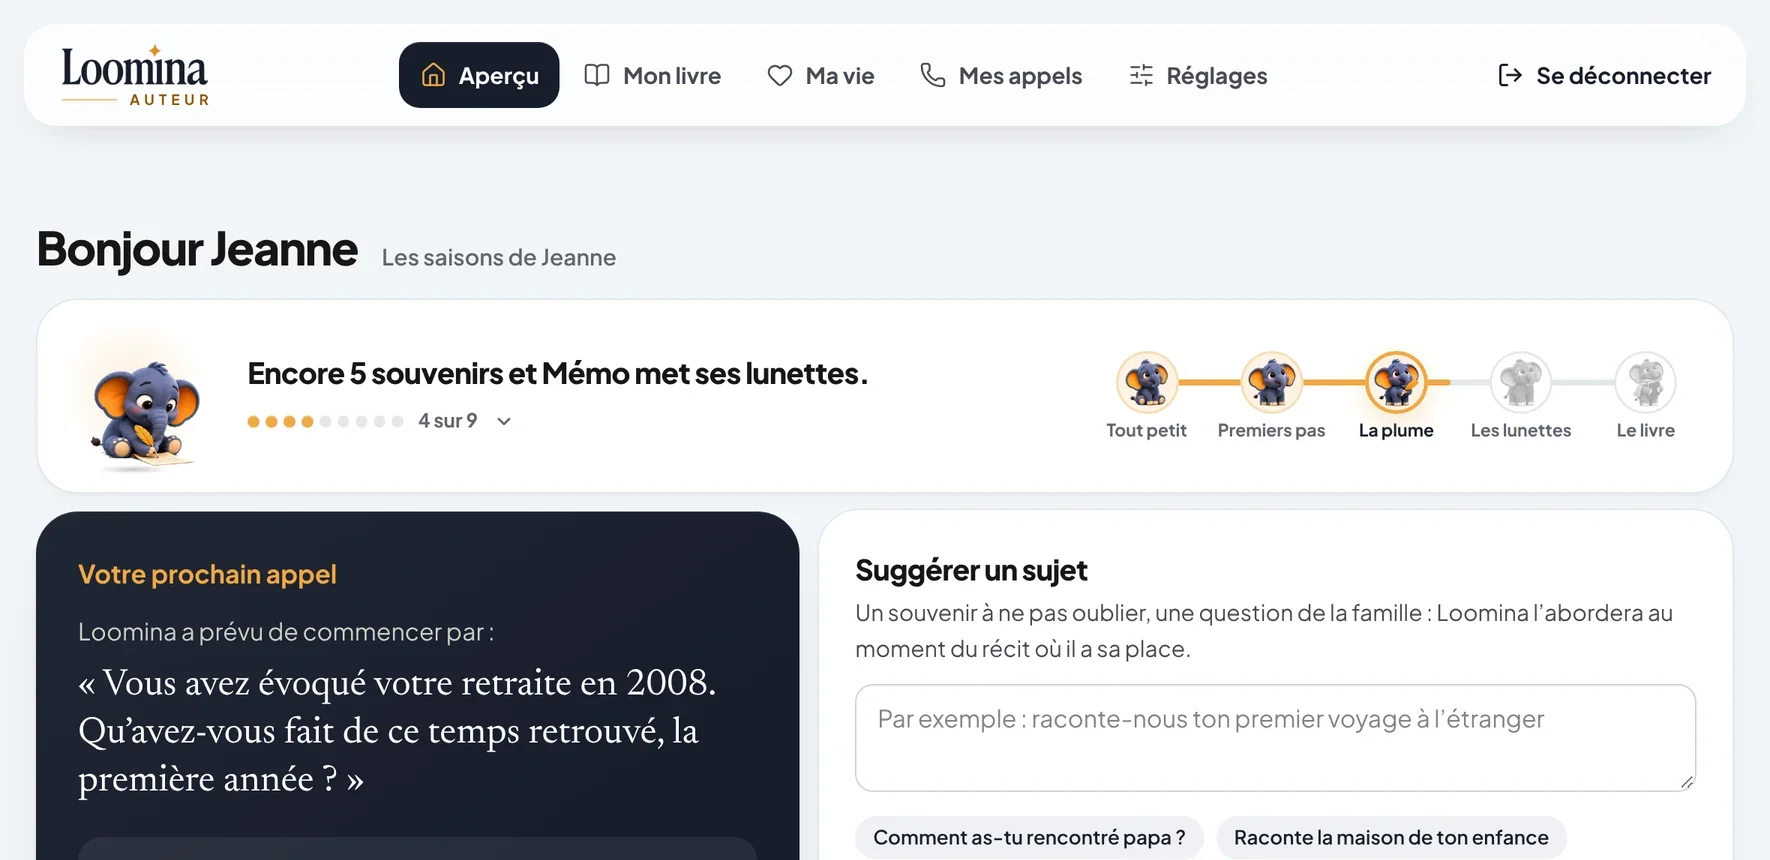 Loomina
AUTEUR
Aperçu
Mon livre
Ma vie
Mes appels
Réglages
Se déconnecter
Bonjour Jeanne
Les saisons de Jeanne
Encore 5 souvenirs et Mémo met ses lunettes.
4 sur 9
Tout petit
Premiers pas
La plume
Les lunettes
Le livre
Votre prochain appel
Loomina a prévu de commencer par :
« Vous avez évoqué votre retraite en 2008.
Qu’avez-vous fait de ce temps retrouvé, la
première année ? »
Suggérer un sujet
Un souvenir à ne pas oublier, une question de la famille : Loomina l’abordera au
moment du récit où il a sa place.
Par exemple : raconte-nous ton premier voyage à l’étranger
Comment as-tu rencontré papa ?
Raconte la maison de ton enfance